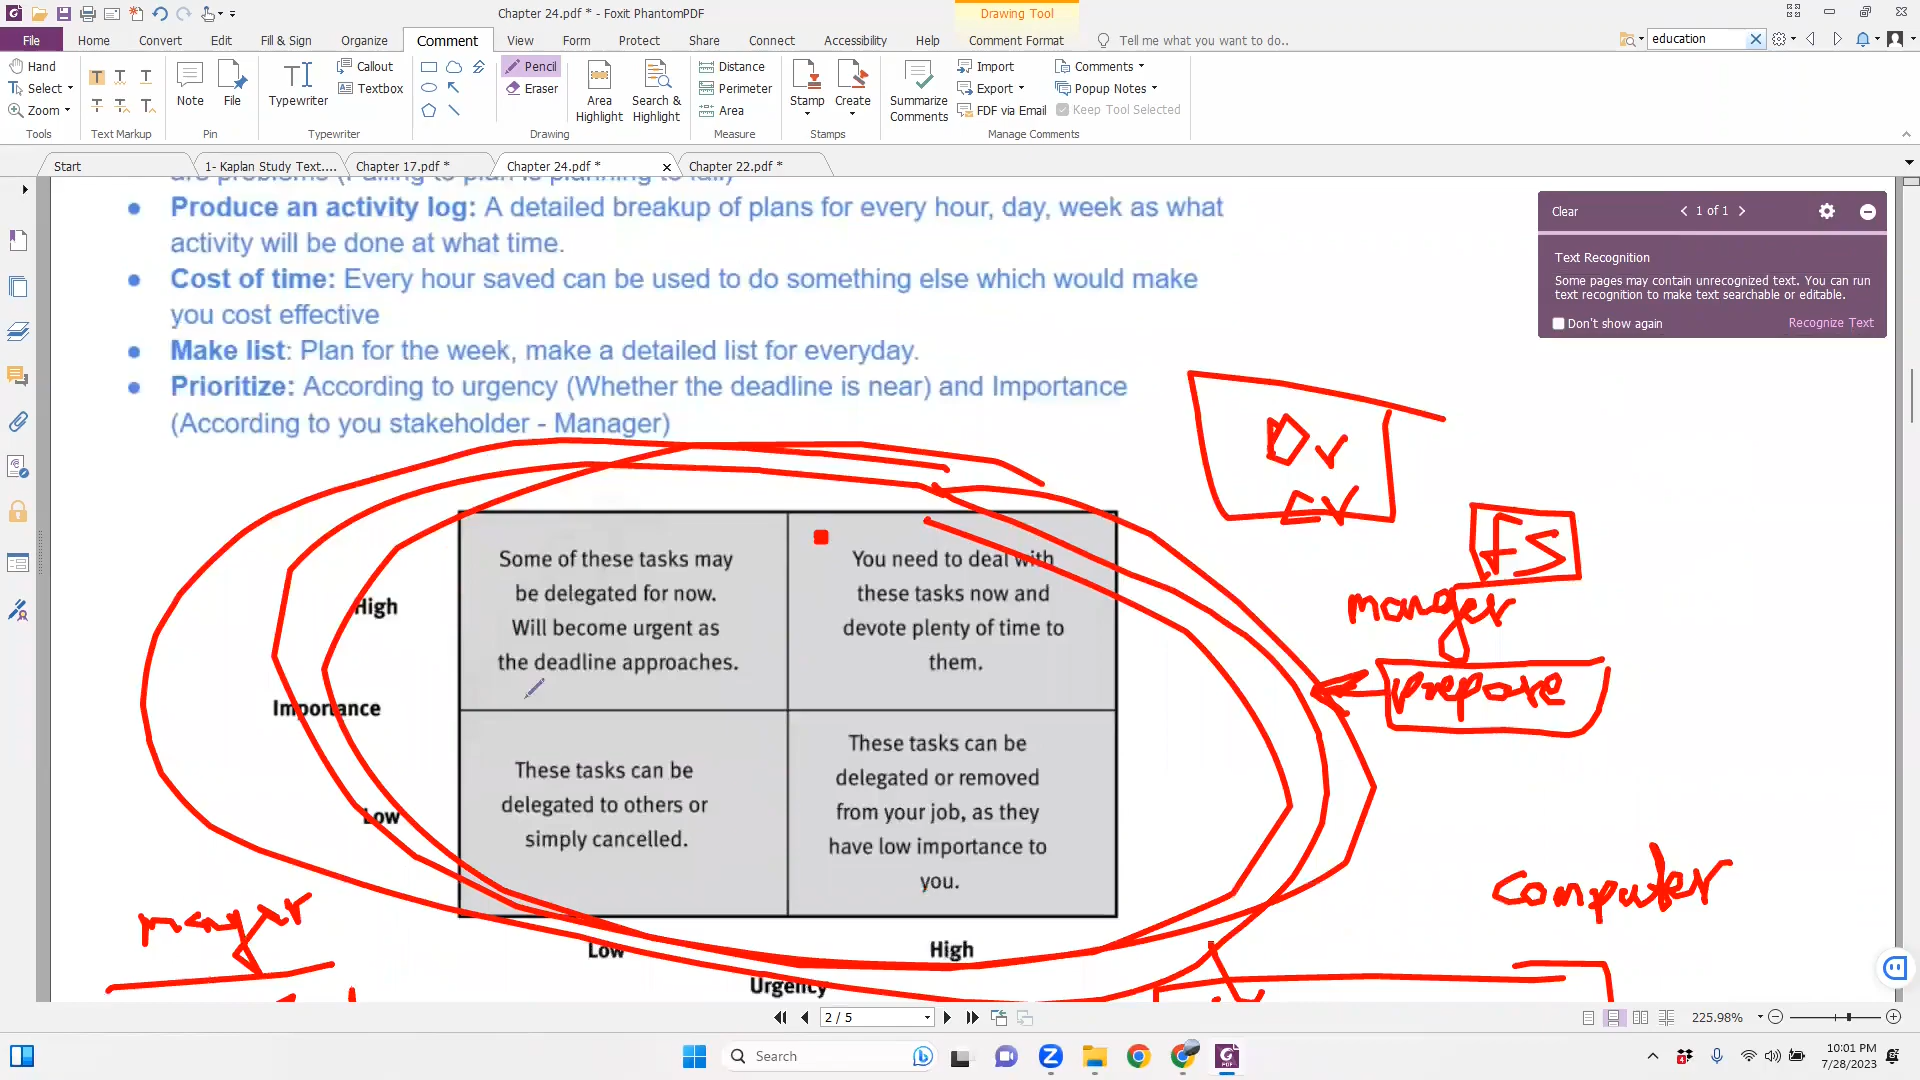 Chapter 24.pdf * - Foxit PhantomPDF
Drawing Tool
File Home Convert Edit Fill & Sign Organize Comment View Form Protect Share Connect Accessibility Help Comment Format Tell me what you want to do.. education
Hand
Select
Zoom
Tools
Text Markup
Note
File
Pin
Typewriter
Callout
Textbox
Typewriter
Pencil
Eraser
Area Highlight
Search & Highlight
Drawing
Distance
Perimeter
Area
Measure
Stamp
Create
Stamps
Summarize Comments
Import
Export
FDF via Email
Comments
Popup Notes
Keep Tool Selected
Manage Comments
Start
1- Kaplan Study Text....
Chapter 17.pdf *
Chapter 24.pdf *
Chapter 22.pdf *
are problems (Failing to plan is planning to fail)
Produce an activity log: A detailed breakup of plans for every hour, day, week as what
activity will be done at what time.
Cost of time: Every hour saved can be used to do something else which would make
you cost effective
Make list: Plan for the week, make a detailed list for everyday.
Prioritize: According to urgency (Whether the deadline is near) and Importance
(According to you stakeholder - Manager)
Clear
1 of 1
Text Recognition
Some pages may contain unrecognized text. You can run
text recognition to make text searchable or editable.
Don't show again
Recognize Text
High
Importance
Low
Some of these tasks may
be delegated for now.
Will become urgent as
the deadline approaches.
You need to deal with
these tasks now and
devote plenty of time to
them.
These tasks can be
delegated to others or
simply cancelled.
These tasks can be
delegated or removed
from your job, as they
have low importance to
you.
Low
High
Urgency
Dr
FS
manger
prepare
computer
2 / 5
225.98%
Search
10:01 PM
7/28/2023